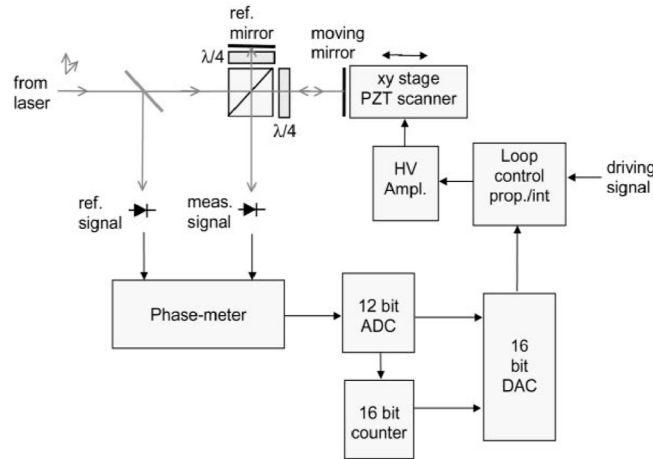 ref.
mirror
moving
mirror
λ/4
from
laser
λ/4
xy stage
PZT scanner
HV
Ampl.
Loop
control
prop./int
driving
signal
ref.
signal
meas.
signal
Phase-meter
12 bit
ADC
16
bit
DAC
16 bit
counter